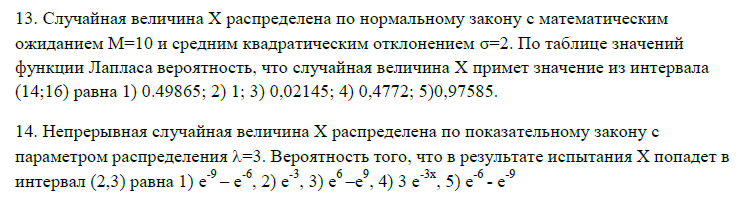 13. Случайная величина X распределена по нормальному закону с математическим
ожиданием М=10 и средним квадратическим отклонением σ=2. По таблице значений
функции Лапласа вероятность, что случайная величина X примет значение из интервала
(14;16) равна 1) 0.49865; 2) 1; 3) 0,02145; 4) 0,4772; 5)0,97585.
14. Непрерывная случайная величина X распределена по показательному закону с
параметром распределения λ=3. Вероятность того, что в результате испытания X попадет в
интервал (2,3) равна 1) e⁻⁹ – e⁻⁶, 2) e⁻³, 3) e⁶ –e⁹, 4) 3 e⁻³ˣ, 5) e⁻⁶ - e⁻⁹